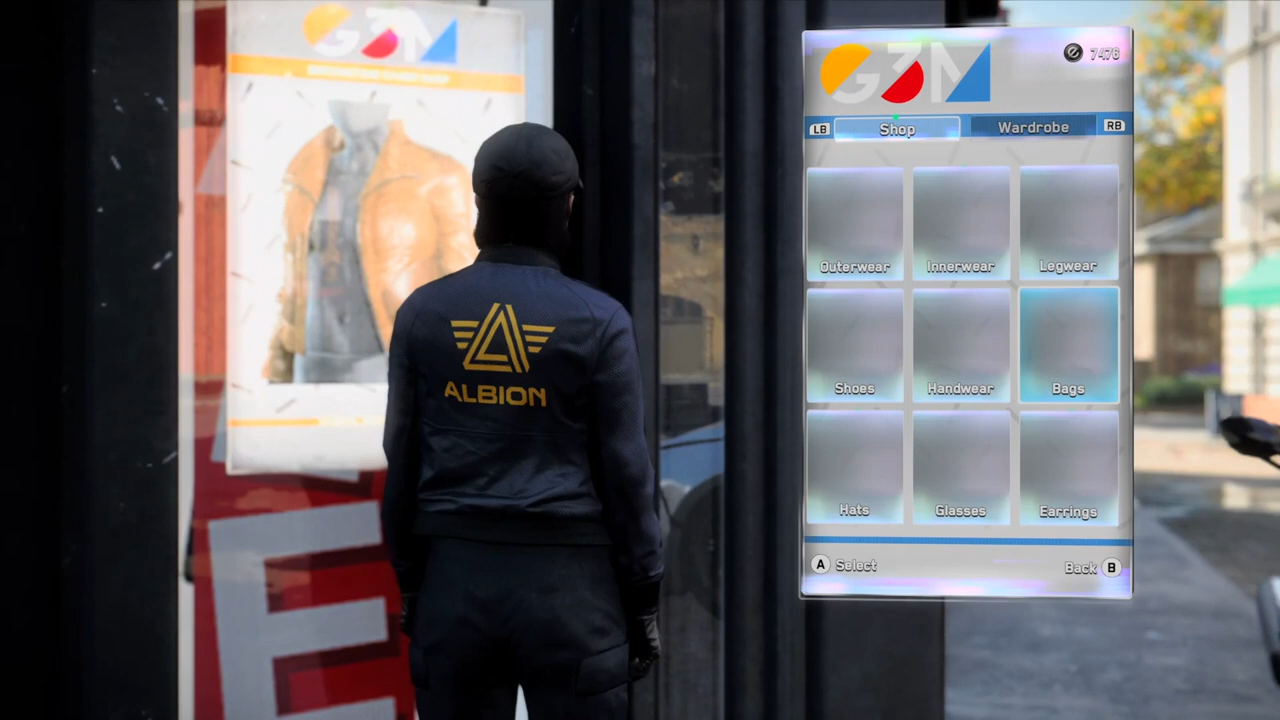 G3M
G3M
7476
LB
Shop
Wardrobe
RB
Outerwear
Innerwear
Legwear
Shoes
Handwear
Bags
Hats
Glasses
Earrings
A Select
Back B
ALBION
E